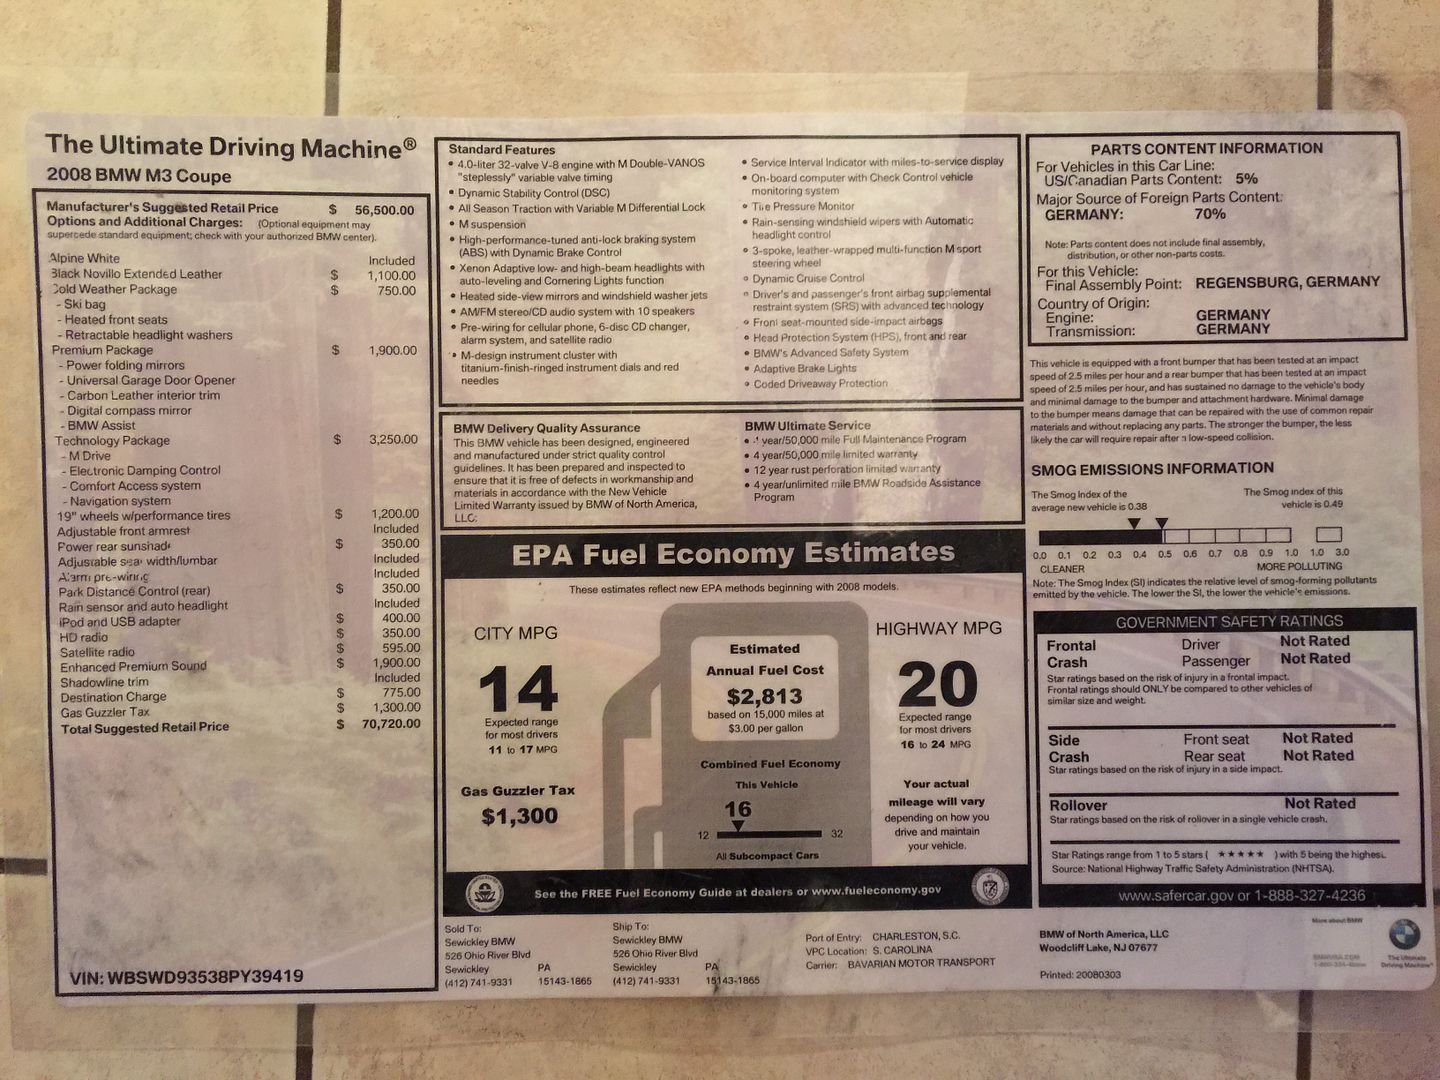 The Ultimate Driving Machine®
2008 BMW M3 Coupe
Manufacturer's Suggested Retail Price $ 56,500.00
Options and Additional Charges: (Optional equipment may
supercede standard equipment; check with your authorized BMW center).
Alpine White Included
Black Novillo Extended Leather $ 1,100.00
Cold Weather Package $ 750.00
- Ski bag
- Heated front seats
- Retractable headlight washers
Premium Package $ 1,900.00
- Power folding mirrors
- Universal Garage Door Opener
- Carbon Leather interior trim
- Digital compass mirror
- BMW Assist
Technology Package $ 3,250.00
- M Drive
- Electronic Damping Control
- Comfort Access system
- Navigation system
19" wheels w/performance tires $ 1,200.00
Adjustable front armrest Included
Power rear sunshade $ 350.00
Adjustable seat width/lumbar Included
Alarm pre-wiring Included
Park Distance Control (rear) $ 350.00
Rain sensor and auto headlight Included
iPod and USB adapter $ 400.00
HD radio $ 350.00
Satellite radio $ 595.00
Enhanced Premium Sound $ 1,900.00
Shadowline trim Included
Destination Charge $ 775.00
Gas Guzzler Tax $ 1,300.00
Total Suggested Retail Price $ 70,720.00
VIN: WBSWD93538PY39419
Standard Features
• 4.0-liter 32-valve V-8 engine with M Double-VANOS
"steplessly" variable valve timing
• Dynamic Stability Control (DSC)
• All Season Traction with Variable M Differential Lock
• M suspension
• High-performance-tuned anti-lock braking system
(ABS) with Dynamic Brake Control
• Xenon Adaptive low- and high-beam headlights with
auto-leveling and Cornering Lights function
• Heated side-view mirrors and windshield washer jets
• AM/FM stereo/CD audio system with 10 speakers
• Pre-wiring for cellular phone, 6-disc CD changer,
alarm system, and satellite radio
• M-design instrument cluster with
titanium-finish-ringed instrument dials and red
needles
• Service Interval Indicator with miles-to-service display
• On-board computer with Check Control vehicle
monitoring system
• Tire Pressure Monitor
• Rain-sensing windshield wipers with Automatic
headlight control
• 3-spoke, leather-wrapped multi-function M sport
steering wheel
• Dynamic Cruise Control
• Driver's and passenger's front airbag supplemental
restraint system (SRS) with advanced technology
• Front seat-mounted side-impact airbags
• Head Protection System (HPS), front and rear
• BMW's Advanced Safety System
• Adaptive Brake Lights
• Coded Driveaway Protection
BMW Delivery Quality Assurance
This BMW vehicle has been designed, engineered
and manufactured under strict quality control
guidelines. It has been prepared and inspected to
ensure that it is free of defects in workmanship and
materials in accordance with the New Vehicle
Limited Warranty issued by BMW of North America,
LLC.
BMW Ultimate Service
• 4 year/50,000 mile Full Maintenance Program
• 4 year/50,000 mile limited warranty
• 12 year rust perforation limited warranty
• 4 year/unlimited mile BMW Roadside Assistance
Program
EPA Fuel Economy Estimates
These estimates reflect new EPA methods beginning with 2008 models.
CITY MPG
14
Expected range
for most drivers
11 to 17 MPG
Gas Guzzler Tax
$1,300
Estimated
Annual Fuel Cost
$2,813
based on 15,000 miles at
$3.00 per gallon
Combined Fuel Economy
This Vehicle
16
12 32
All Subcompact Cars
HIGHWAY MPG
20
Expected range
for most drivers
16 to 24 MPG
Your actual
mileage will vary
depending on how you
drive and maintain
your vehicle.
See the FREE Fuel Economy Guide at dealers or www.fueleconomy.gov
PARTS CONTENT INFORMATION
For Vehicles in this Car Line:
US/Canadian Parts Content: 5%
Major Source of Foreign Parts Content:
GERMANY: 70%
Note: Parts content does not include final assembly,
distribution, or other non-parts costs.
For this Vehicle:
Final Assembly Point: REGENSBURG, GERMANY
Country of Origin:
Engine: GERMANY
Transmission: GERMANY
This vehicle is equipped with a front bumper that has been tested at an impact
speed of 2.5 miles per hour and a rear bumper that has been tested at an impact
speed of 2.5 miles per hour, and has sustained no damage to the vehicle's body
and minimal damage to the bumper and attachment hardware. Minimal damage
to the bumper means damage that can be repaired with the use of common repair
materials and without replacing any parts. The stronger the bumper, the less
likely the car will require repair after a low-speed collision.
SMOG EMISSIONS INFORMATION
The Smog Index of the
average new vehicle is 0.38
The Smog index of this
vehicle is 0.49
0.0 0.1 0.2 0.3 0.4 0.5 0.6 0.7 0.8 0.9 1.0 1.0 3.0
CLEANER MORE POLLUTING
Note: The Smog Index (SI) indicates the relative level of smog-forming pollutants
emitted by the vehicle. The lower the SI, the lower the vehicle's emissions.
GOVERNMENT SAFETY RATINGS
Frontal Driver Not Rated
Crash Passenger Not Rated
Star ratings based on the risk of injury in a frontal impact.
Frontal ratings should ONLY be compared to other vehicles of
similar size and weight.
Side Front seat Not Rated
Crash Rear seat Not Rated
Star ratings based on the risk of injury in a side impact.
Rollover Not Rated
Star ratings based on the risk of rollover in a single vehicle crash.
Star Ratings range from 1 to 5 stars ( ★★★★★ ) with 5 being the highest.
Source: National Highway Traffic Safety Administration (NHTSA).
www.safercar.gov or 1-888-327-4236
Sold To:
Sewickley BMW
526 Ohio River Blvd
Sewickley PA
(412) 741-9331 15143-1865
Ship To:
Sewickley BMW
526 Ohio River Blvd
Sewickley PA
(412) 741-9331 15143-1865
Port of Entry: CHARLESTON, S.C.
VPC Location: S. CAROLINA
Carrier: BAVARIAN MOTOR TRANSPORT
BMW of North America, LLC
Woodcliff Lake, NJ 07677
Printed: 20080303
More about BMW
The Ultimate
Driving Machine®